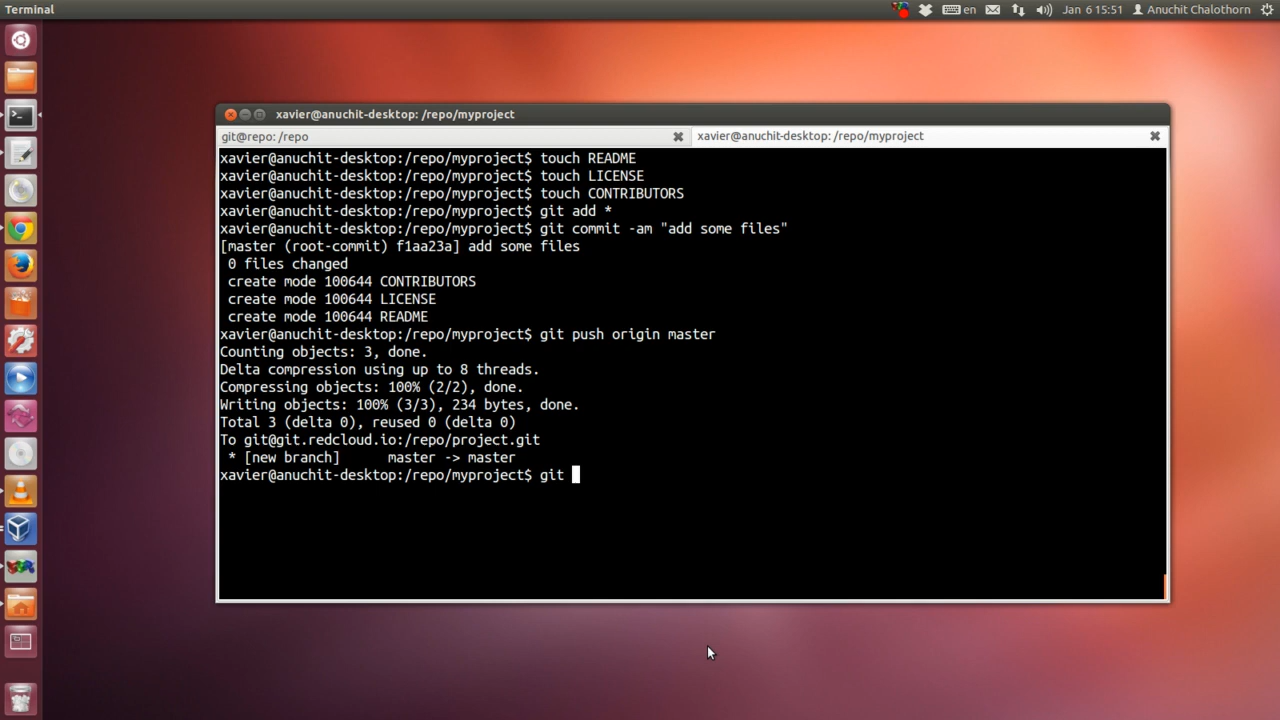 Terminal
en
Jan 6 15:51
Anuchit Chalothorn
xavier@anuchit-desktop: /repo/myproject
git@repo: /repo
xavier@anuchit-desktop: /repo/myproject
xavier@anuchit-desktop:/repo/myproject$ touch README
xavier@anuchit-desktop:/repo/myproject$ touch LICENSE
xavier@anuchit-desktop:/repo/myproject$ touch CONTRIBUTORS
xavier@anuchit-desktop:/repo/myproject$ git add *
xavier@anuchit-desktop:/repo/myproject$ git commit -am "add some files"
[master (root-commit) f1aa23a] add some files
 0 files changed
 create mode 100644 CONTRIBUTORS
 create mode 100644 LICENSE
 create mode 100644 README
xavier@anuchit-desktop:/repo/myproject$ git push origin master
Counting objects: 3, done.
Delta compression using up to 8 threads.
Compressing objects: 100% (2/2), done.
Writing objects: 100% (3/3), 234 bytes, done.
Total 3 (delta 0), reused 0 (delta 0)
To git@git.redcloud.io:/repo/project.git
 * [new branch]      master -> master
xavier@anuchit-desktop:/repo/myproject$ git